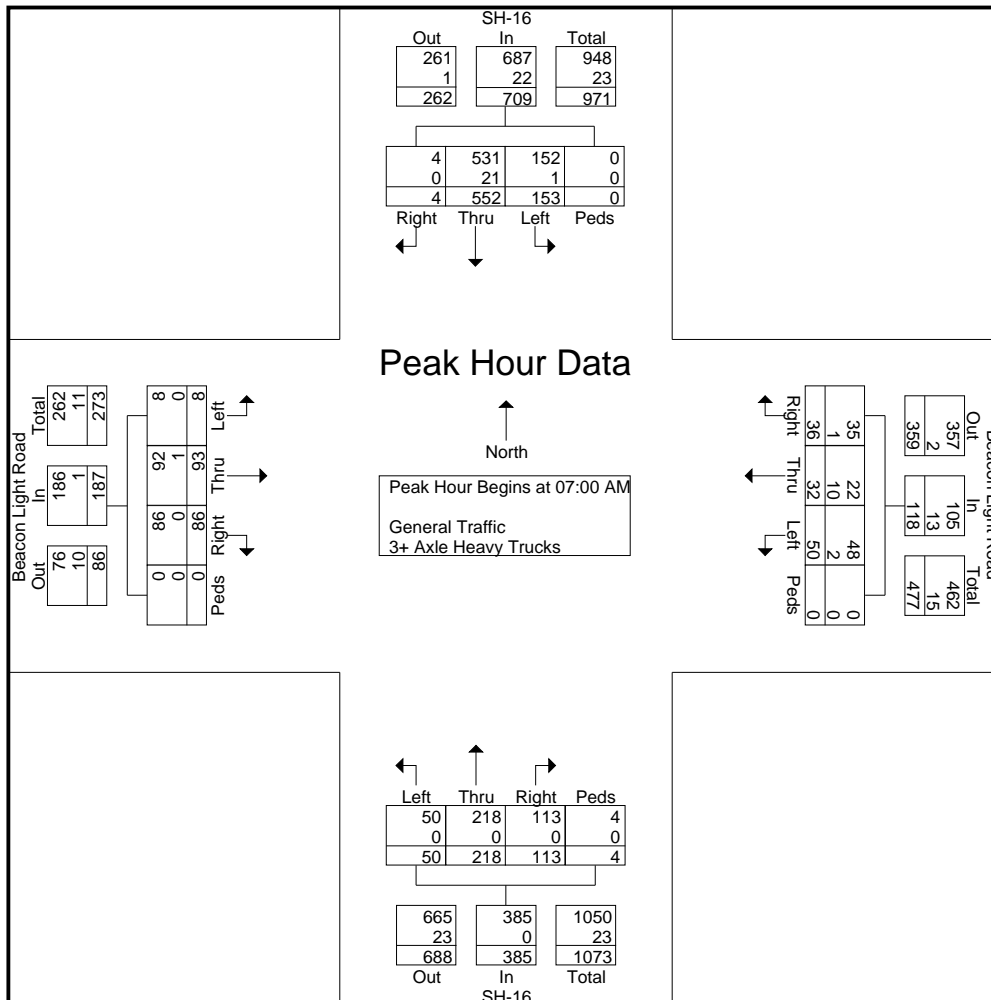 SH-16
Out In Total
261 687 948
1 22 23
262 709 971
4 531 152 0
0 21 1 0
4 552 153 0
Right Thru Left Peds
Peak Hour Data
North
Peak Hour Begins at 07:00 AM
General Traffic
3+ Axle Heavy Trucks
Beacon Light Road
Out In Total
76 186 262
10 1 11
86 187 273
Peds Right Thru Left
0 86 92 8
0 0 1 0
0 86 93 8
Beacon Light Road
Out In Total
357 105 462
2 13 15
359 118 477
35 22 48 0
1 10 2 0
36 32 50 0
Right Thru Left Peds
Left Thru Right Peds
50 218 113 4
0 0 0 0
50 218 113 4
665 385 1050
23 0 23
688 385 1073
Out In Total
SH-16